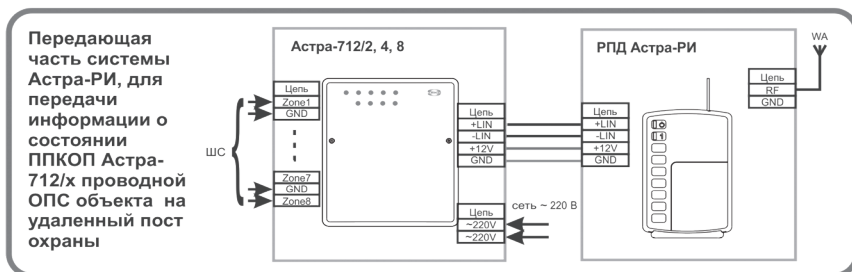 Передающая
часть системы
Астра-РИ, для
передачи
информации о
состоянии
ППКОП Астра-
712/х проводной
ОПС объекта на
удаленный пост
охраны
ШС
Астра-712/2, 4, 8
Цепь
Zone1
GND
Zone7
GND
Zone8
Цепь
+LIN
-LIN
+12V
GND
Цепь
~220V
~220V
сеть ~ 220 В
РПД Астра-РИ
Цепь
+LIN
-LIN
+12V
GND
1
Цепь
RF
GND
WA